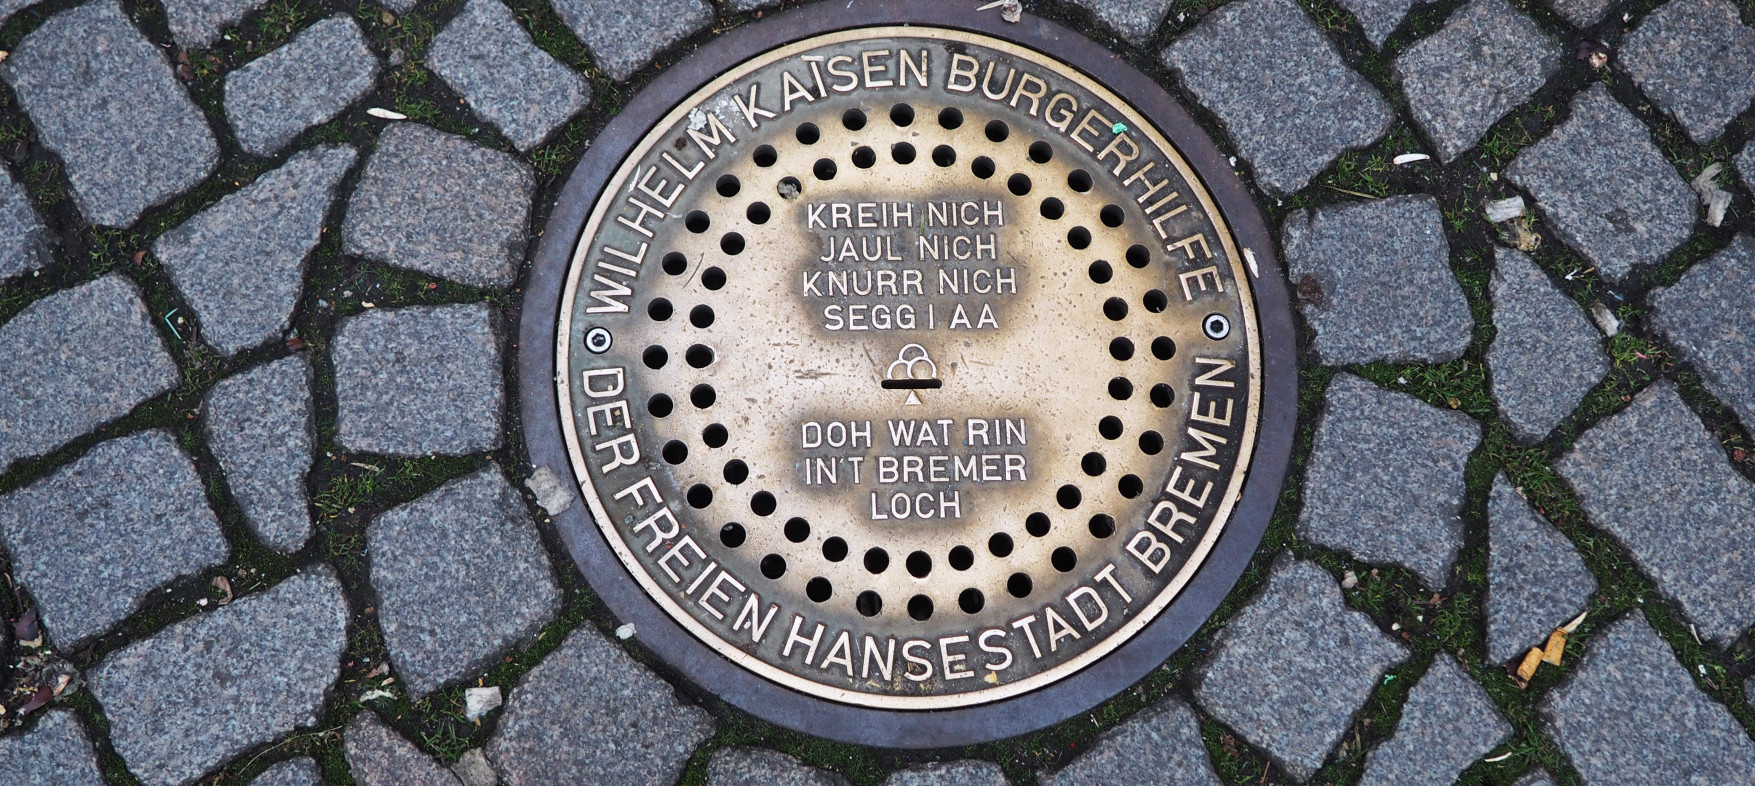 WILHELM KAISEN BURGERHILFE
KREIH NICH
JAUL NICH
KNURR NICH
SEGG I AA
DOH WAT RIN
IN'T BREMER
LOCH
DER FREIEN HANSESTADT BREMEN